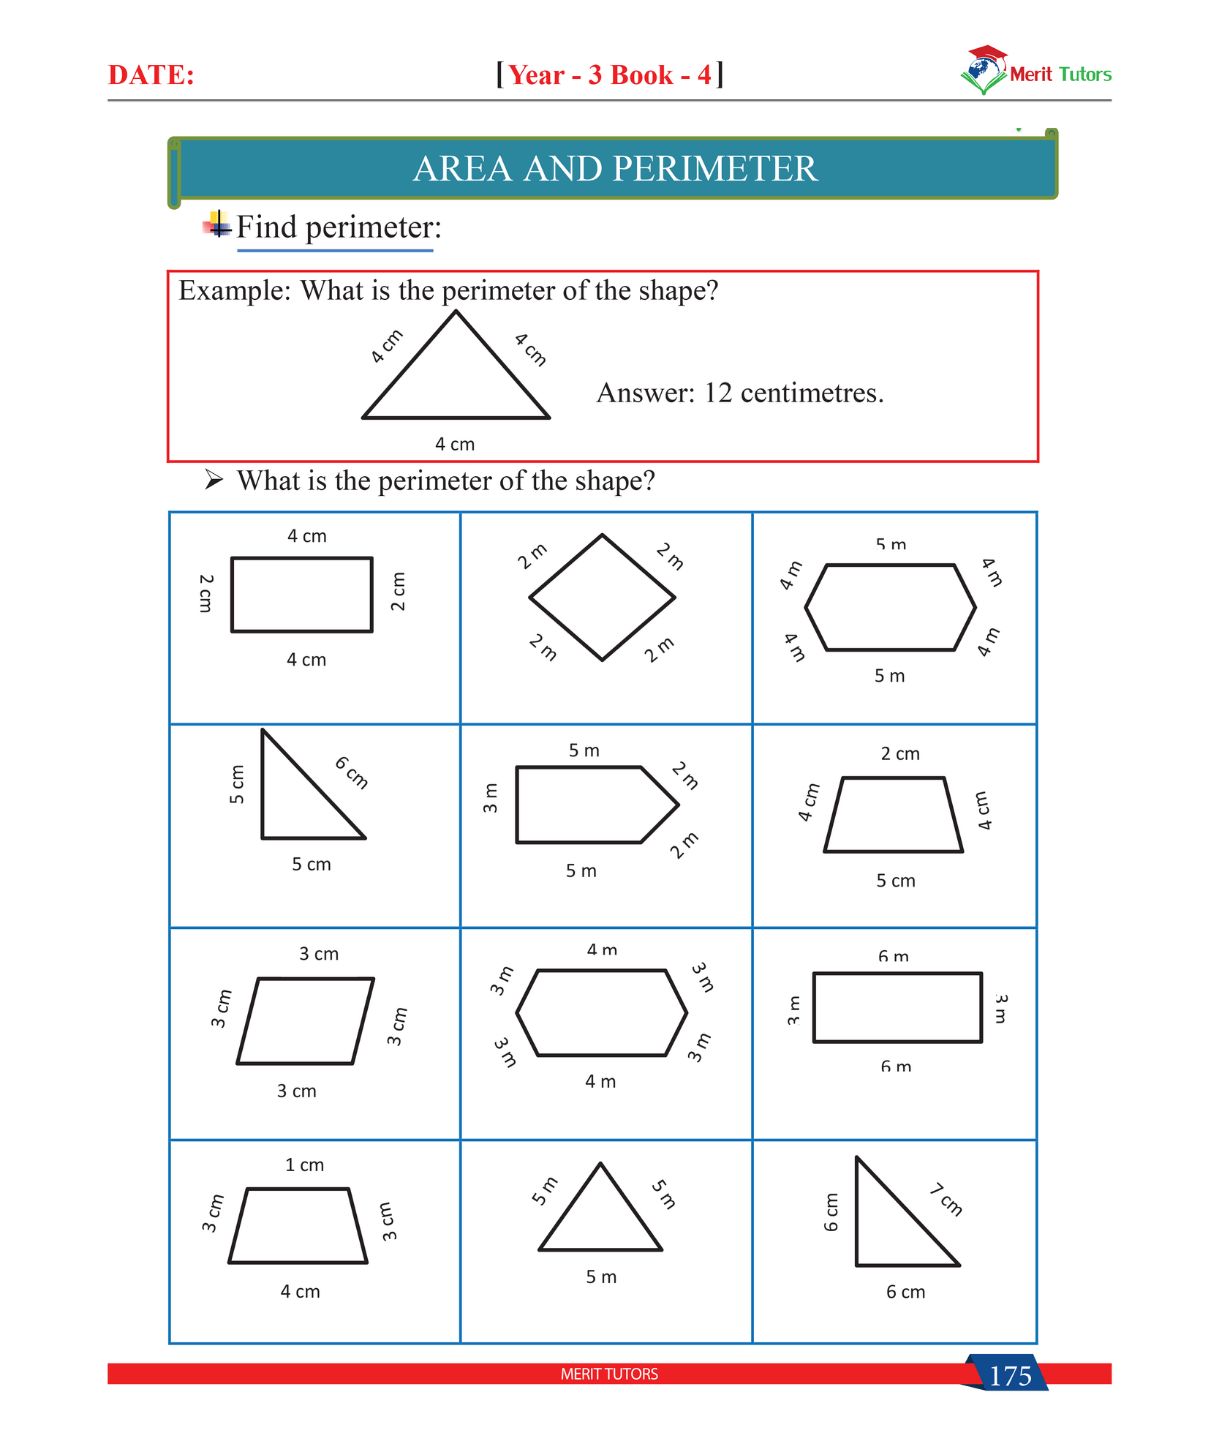 DATE:
[Year - 3 Book - 4]
Merit Tutors
AREA AND PERIMETER
Find perimeter:
Example: What is the perimeter of the shape?
4 cm
4 cm
Answer: 12 centimetres.
4 cm
What is the perimeter of the shape?
4 cm
2 cm
2 cm
4 cm
2 m
2 m
2 m
2 m
5 m
4 m
4 m
4 m
4 m
5 m
5 cm
6 cm
5 cm
5 m
3 m
2 m
2 m
5 m
2 cm
4 cm
4 cm
5 cm
3 cm
3 cm
3 cm
3 cm
4 m
3 m
3 m
3 m
3 m
4 m
6 m
3 m
3 m
6 m
1 cm
3 cm
3 cm
4 cm
5 m
5 m
5 m
6 cm
7 cm
6 cm
MERIT TUTORS
175